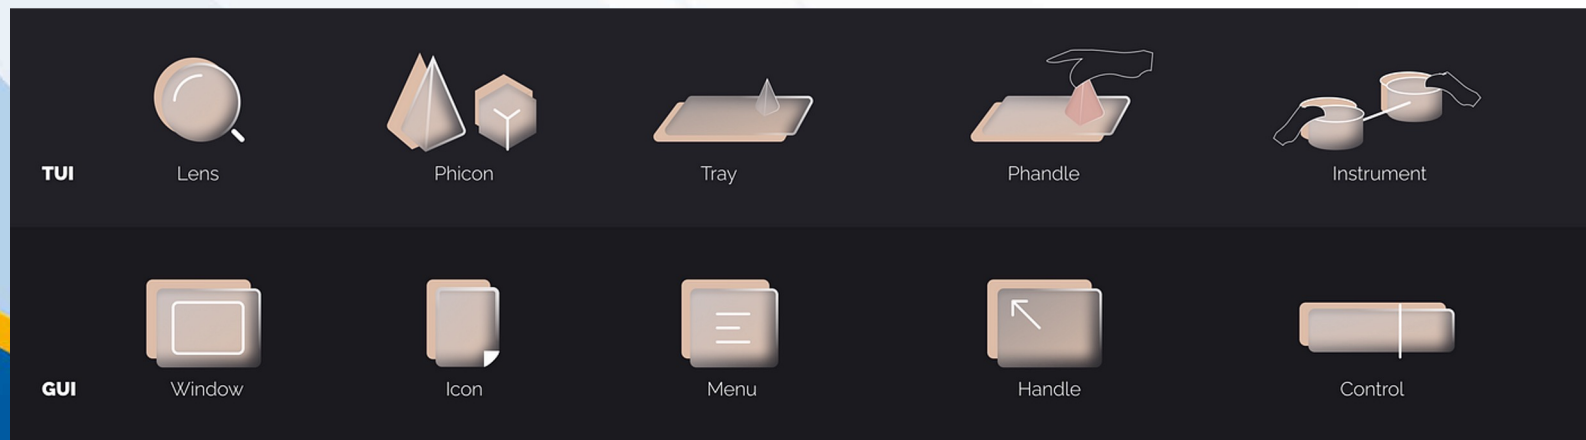 TUI
Lens
Phicon
Tray
Phandle
Instrument
GUI
Window
Icon
Menu
Handle
Control